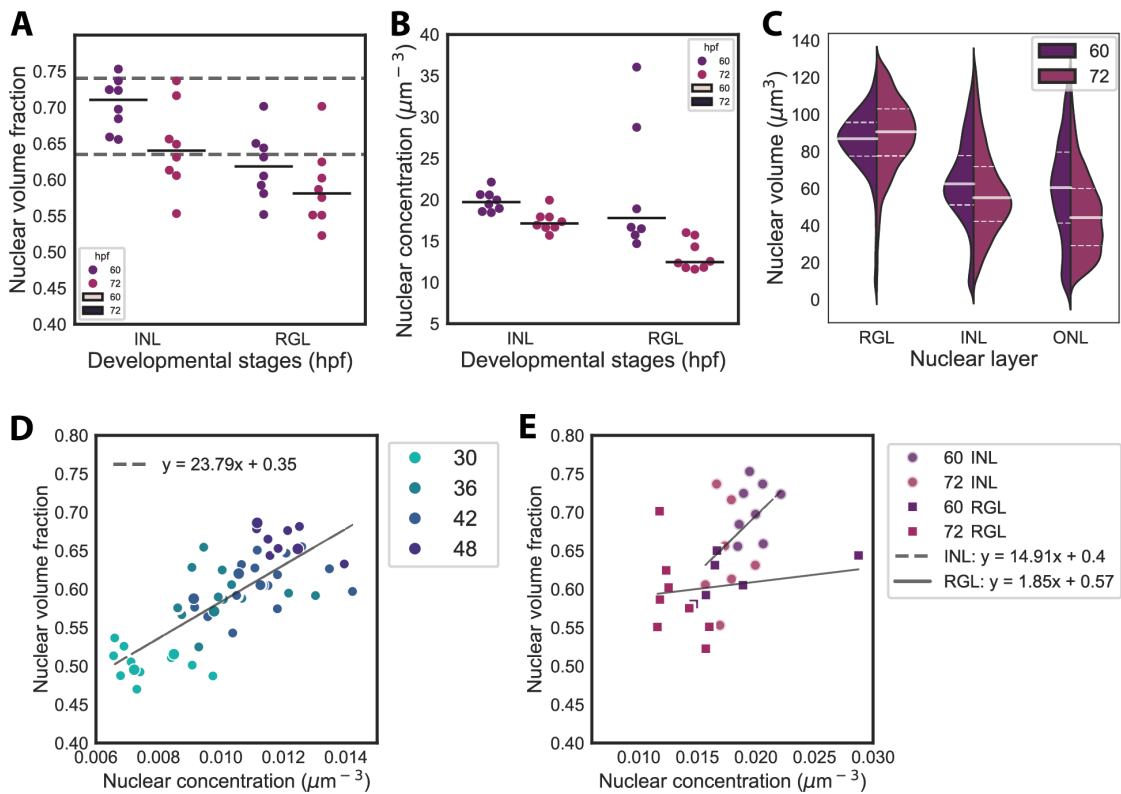 A
Nuclear volume fraction
0.75
0.70
0.65
0.60
0.55
0.50
0.45
0.40
hpf
60
72
60
72
INL
RGL
Developmental stages (hpf)
B
Nuclear concentration (μm⁻³)
40
35
30
25
20
15
10
5
hpf
60
72
60
72
INL
RGL
Developmental stages (hpf)
C
Nuclear volume (μm³)
140
120
100
80
60
40
20
0
60
72
RGL
INL
ONL
Nuclear layer
D
Nuclear volume fraction
0.80
0.75
0.70
0.65
0.60
0.55
0.50
0.45
0.40
y = 23.79x + 0.35
30
36
42
48
0.006
0.008
0.010
0.012
0.014
Nuclear concentration (μm⁻³)
E
Nuclear volume fraction
0.80
0.75
0.70
0.65
0.60
0.55
0.50
0.45
0.40
60 INL
72 INL
60 RGL
72 RGL
INL: y = 14.91x + 0.4
RGL: y = 1.85x + 0.57
0.010
0.015
0.020
0.025
0.030
Nuclear concentration (μm⁻³)